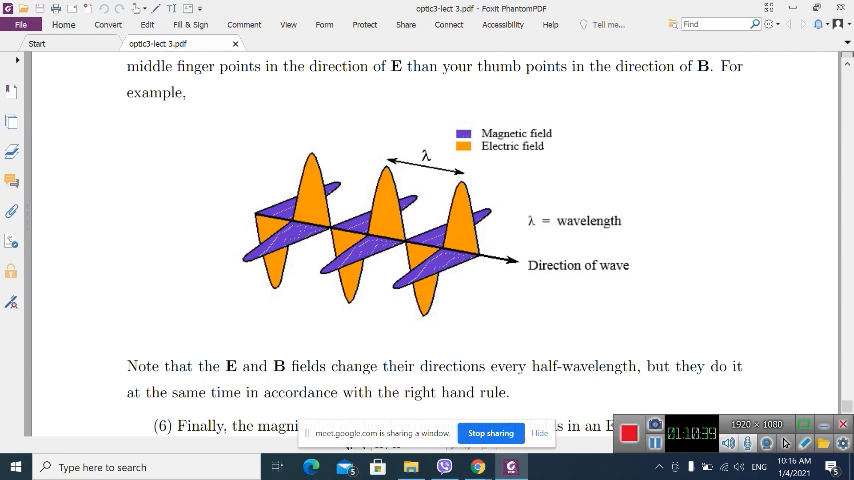 optic3-lect 3.pdf - Foxit PhantomPDF
File Home Convert Edit Fill & Sign Comment View Form Protect Share Connect Accessibility Help Tell me... Find
Start optic3-lect 3.pdf
middle finger points in the direction of E than your thumb points in the direction of B. For
example,
Magnetic field
Electric field
λ
λ = wavelength
Direction of wave
Note that the E and B fields change their directions every half-wavelength, but they do it
at the same time in accordance with the right hand rule.
(6) Finally, the magni
s in an E
meet.google.com is sharing a window. Stop sharing Hide
01:10:39
1920 × 1080
Type here to search
5
ENG
10:16 AM
1/4/2021
5